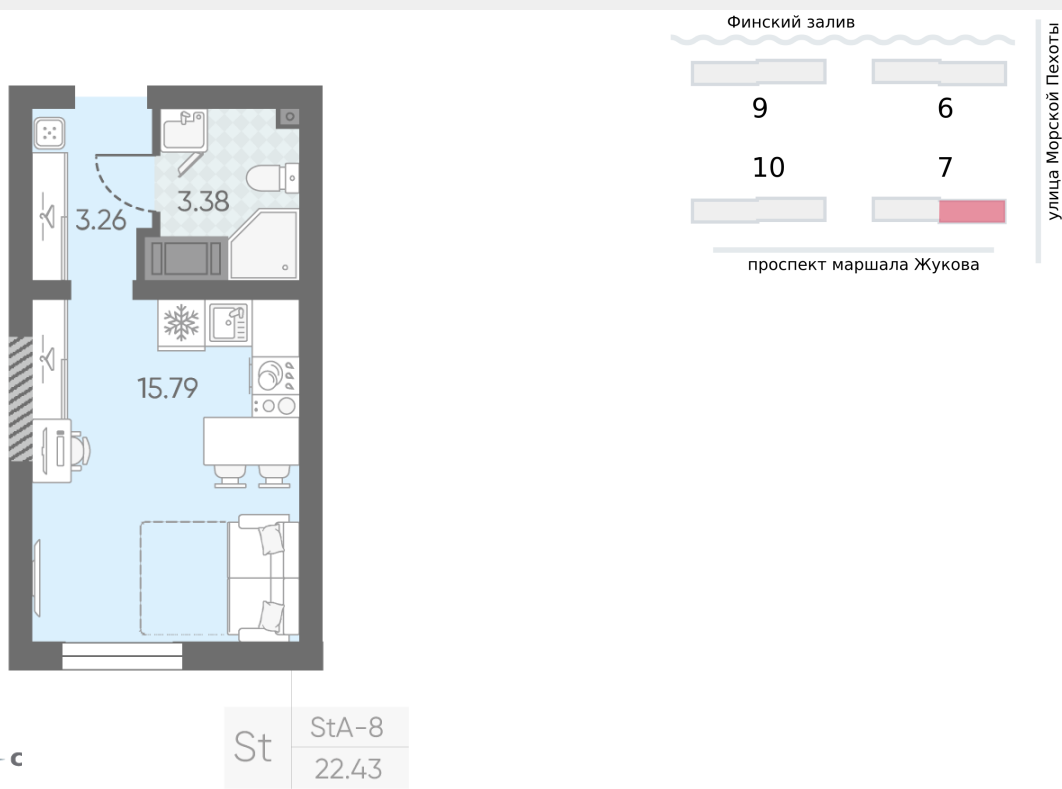 Финский залив
улица Морской Пехоты
9
6
10
7
проспект маршала Жукова
3.38
3.26
15.79
St
StA-8
22.43
с